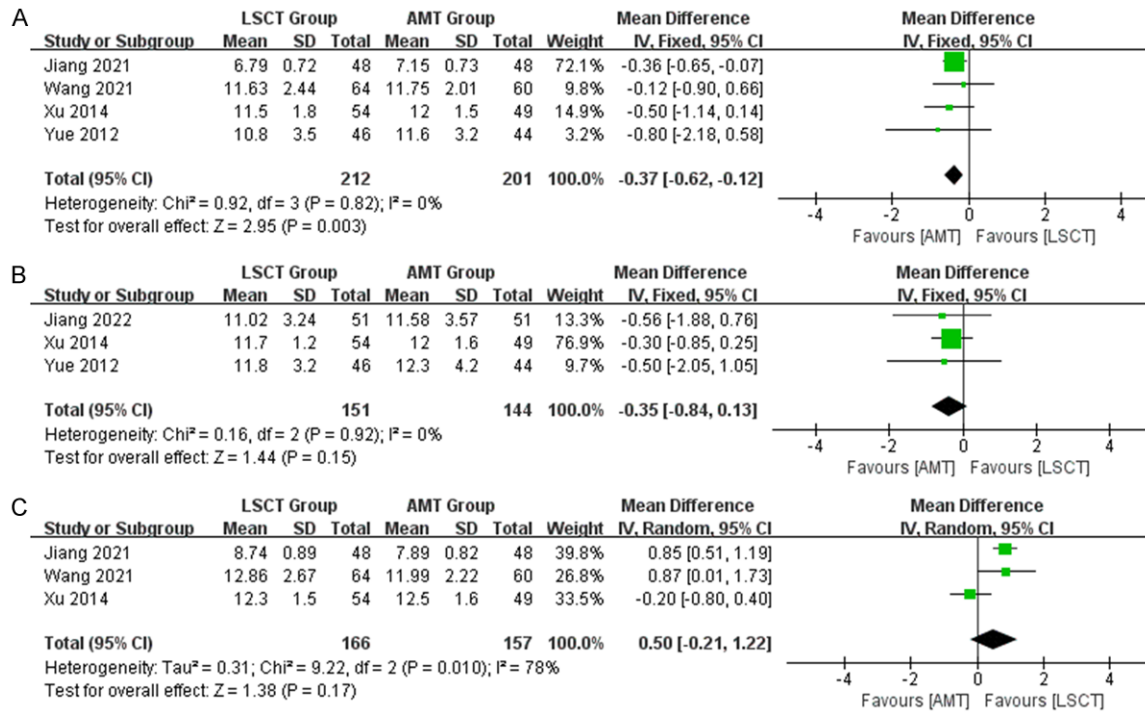 A
LSCT Group AMT Group Mean Difference Mean Difference
Study or Subgroup Mean SD Total Mean SD Total Weight IV, Fixed, 95% CI IV, Fixed, 95% CI
Jiang 2021 6.79 0.72 48 7.15 0.73 48 72.1% -0.36 [-0.65, -0.07]
Wang 2021 11.63 2.44 64 11.75 2.01 60 9.8% -0.12 [-0.90, 0.66]
Xu 2014 11.5 1.8 54 12 1.5 49 14.9% -0.50 [-1.14, 0.14]
Yue 2012 10.8 3.5 46 11.6 3.2 44 3.2% -0.80 [-2.18, 0.58]
Total (95% CI) 212 201 100.0% -0.37 [-0.62, -0.12]
Heterogeneity: Chi² = 0.92, df = 3 (P = 0.82); I² = 0%
Test for overall effect: Z = 2.95 (P = 0.003)
-4 -2 0 2 4
Favours [AMT] Favours [LSCT]
B
LSCT Group AMT Group Mean Difference Mean Difference
Study or Subgroup Mean SD Total Mean SD Total Weight IV, Fixed, 95% CI IV, Fixed, 95% CI
Jiang 2022 11.02 3.24 51 11.58 3.57 51 13.3% -0.56 [-1.88, 0.76]
Xu 2014 11.7 1.2 54 12 1.6 49 76.9% -0.30 [-0.85, 0.25]
Yue 2012 11.8 3.2 46 12.3 4.2 44 9.7% -0.50 [-2.05, 1.05]
Total (95% CI) 151 144 100.0% -0.35 [-0.84, 0.13]
Heterogeneity: Chi² = 0.16, df = 2 (P = 0.92); I² = 0%
Test for overall effect: Z = 1.44 (P = 0.15)
-4 -2 0 2 4
Favours [AMT] Favours [LSCT]
C
LSCT Group AMT Group Mean Difference Mean Difference
Study or Subgroup Mean SD Total Mean SD Total Weight IV, Random, 95% CI IV, Random, 95% CI
Jiang 2021 8.74 0.89 48 7.89 0.82 48 39.8% 0.85 [0.51, 1.19]
Wang 2021 12.86 2.67 64 11.99 2.22 60 26.8% 0.87 [0.01, 1.73]
Xu 2014 12.3 1.5 54 12.5 1.6 49 33.5% -0.20 [-0.80, 0.40]
Total (95% CI) 166 157 100.0% 0.50 [-0.21, 1.22]
Heterogeneity: Tau² = 0.31; Chi² = 9.22, df = 2 (P = 0.010); I² = 78%
Test for overall effect: Z = 1.38 (P = 0.17)
-4 -2 0 2 4
Favours [AMT] Favours [LSCT]